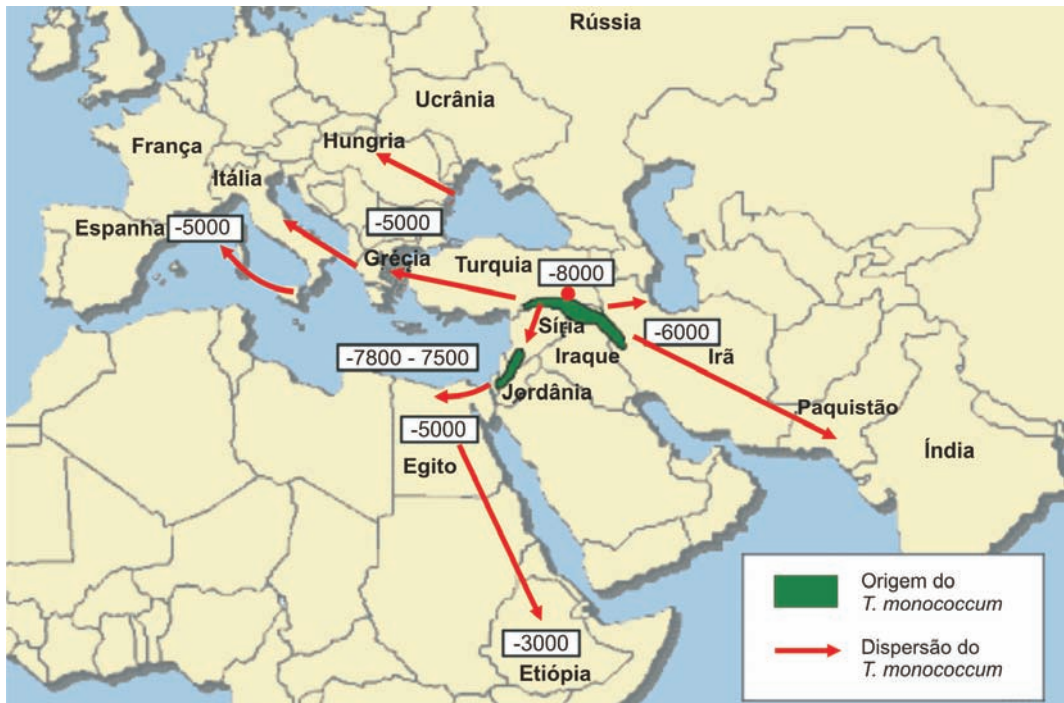 Rússia
Ucrânia
Hungria
França
Itália
Espanha
-5000
-5000
Grécia
Turquia
-8000
Síria
-6000
Iraque
Irã
-7800 - 7500
Jordânia
Paquistão
-5000
Egito
Índia
-3000
Etiópia
Origem do
T. monococcum
Dispersão do
T. monococcum